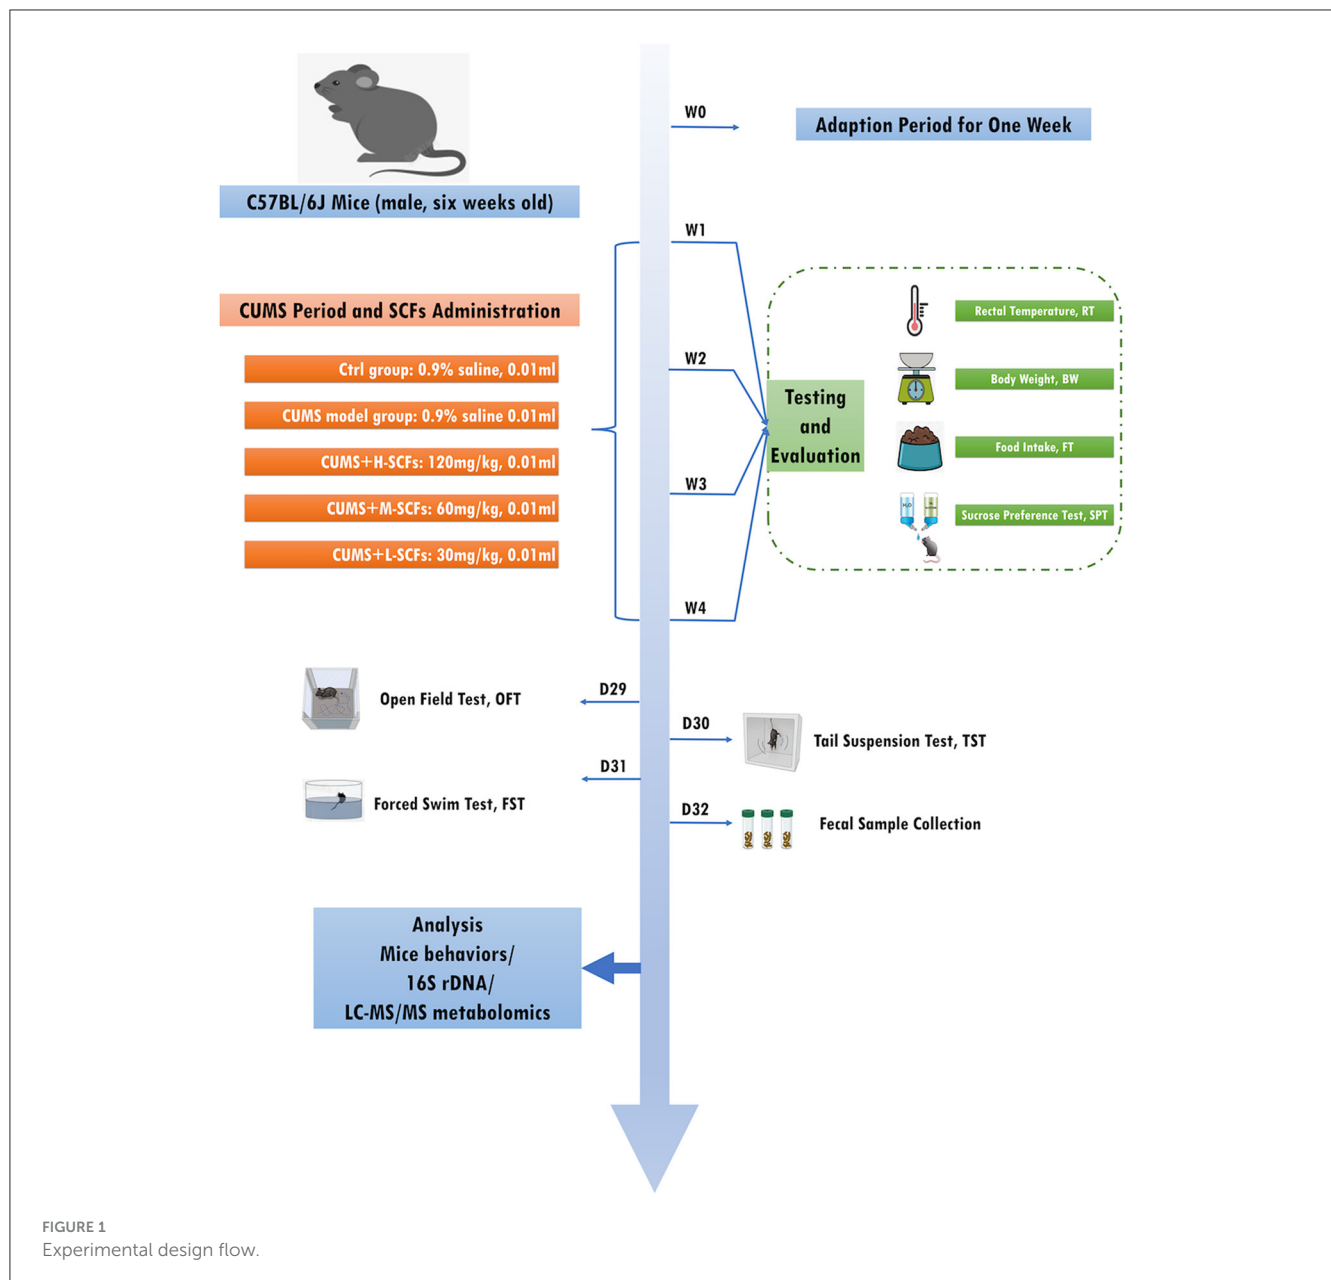 W0
Adaption Period for One Week
C57BL/6J Mice (male, six weeks old)
W1
CUMS Period and SCFs Administration
Ctrl group: 0.9% saline, 0.01ml
CUMS model group: 0.9% saline 0.01ml
CUMS+H-SCFs: 120mg/kg, 0.01ml
CUMS+M-SCFs: 60mg/kg, 0.01ml
CUMS+L-SCFs: 30mg/kg, 0.01ml
W2
W3
W4
Testing
and
Evaluation
Rectal Temperature, RT
Body Weight, BW
Food Intake, FT
H₂O
Sucrose Preference Test, SPT
D29
Open Field Test, OFT
D30
Tail Suspension Test, TST
D31
Forced Swim Test, FST
D32
Fecal Sample Collection
Analysis
Mice behaviors/
16S rDNA/
LC-MS/MS metabolomics
FIGURE 1
Experimental design flow.